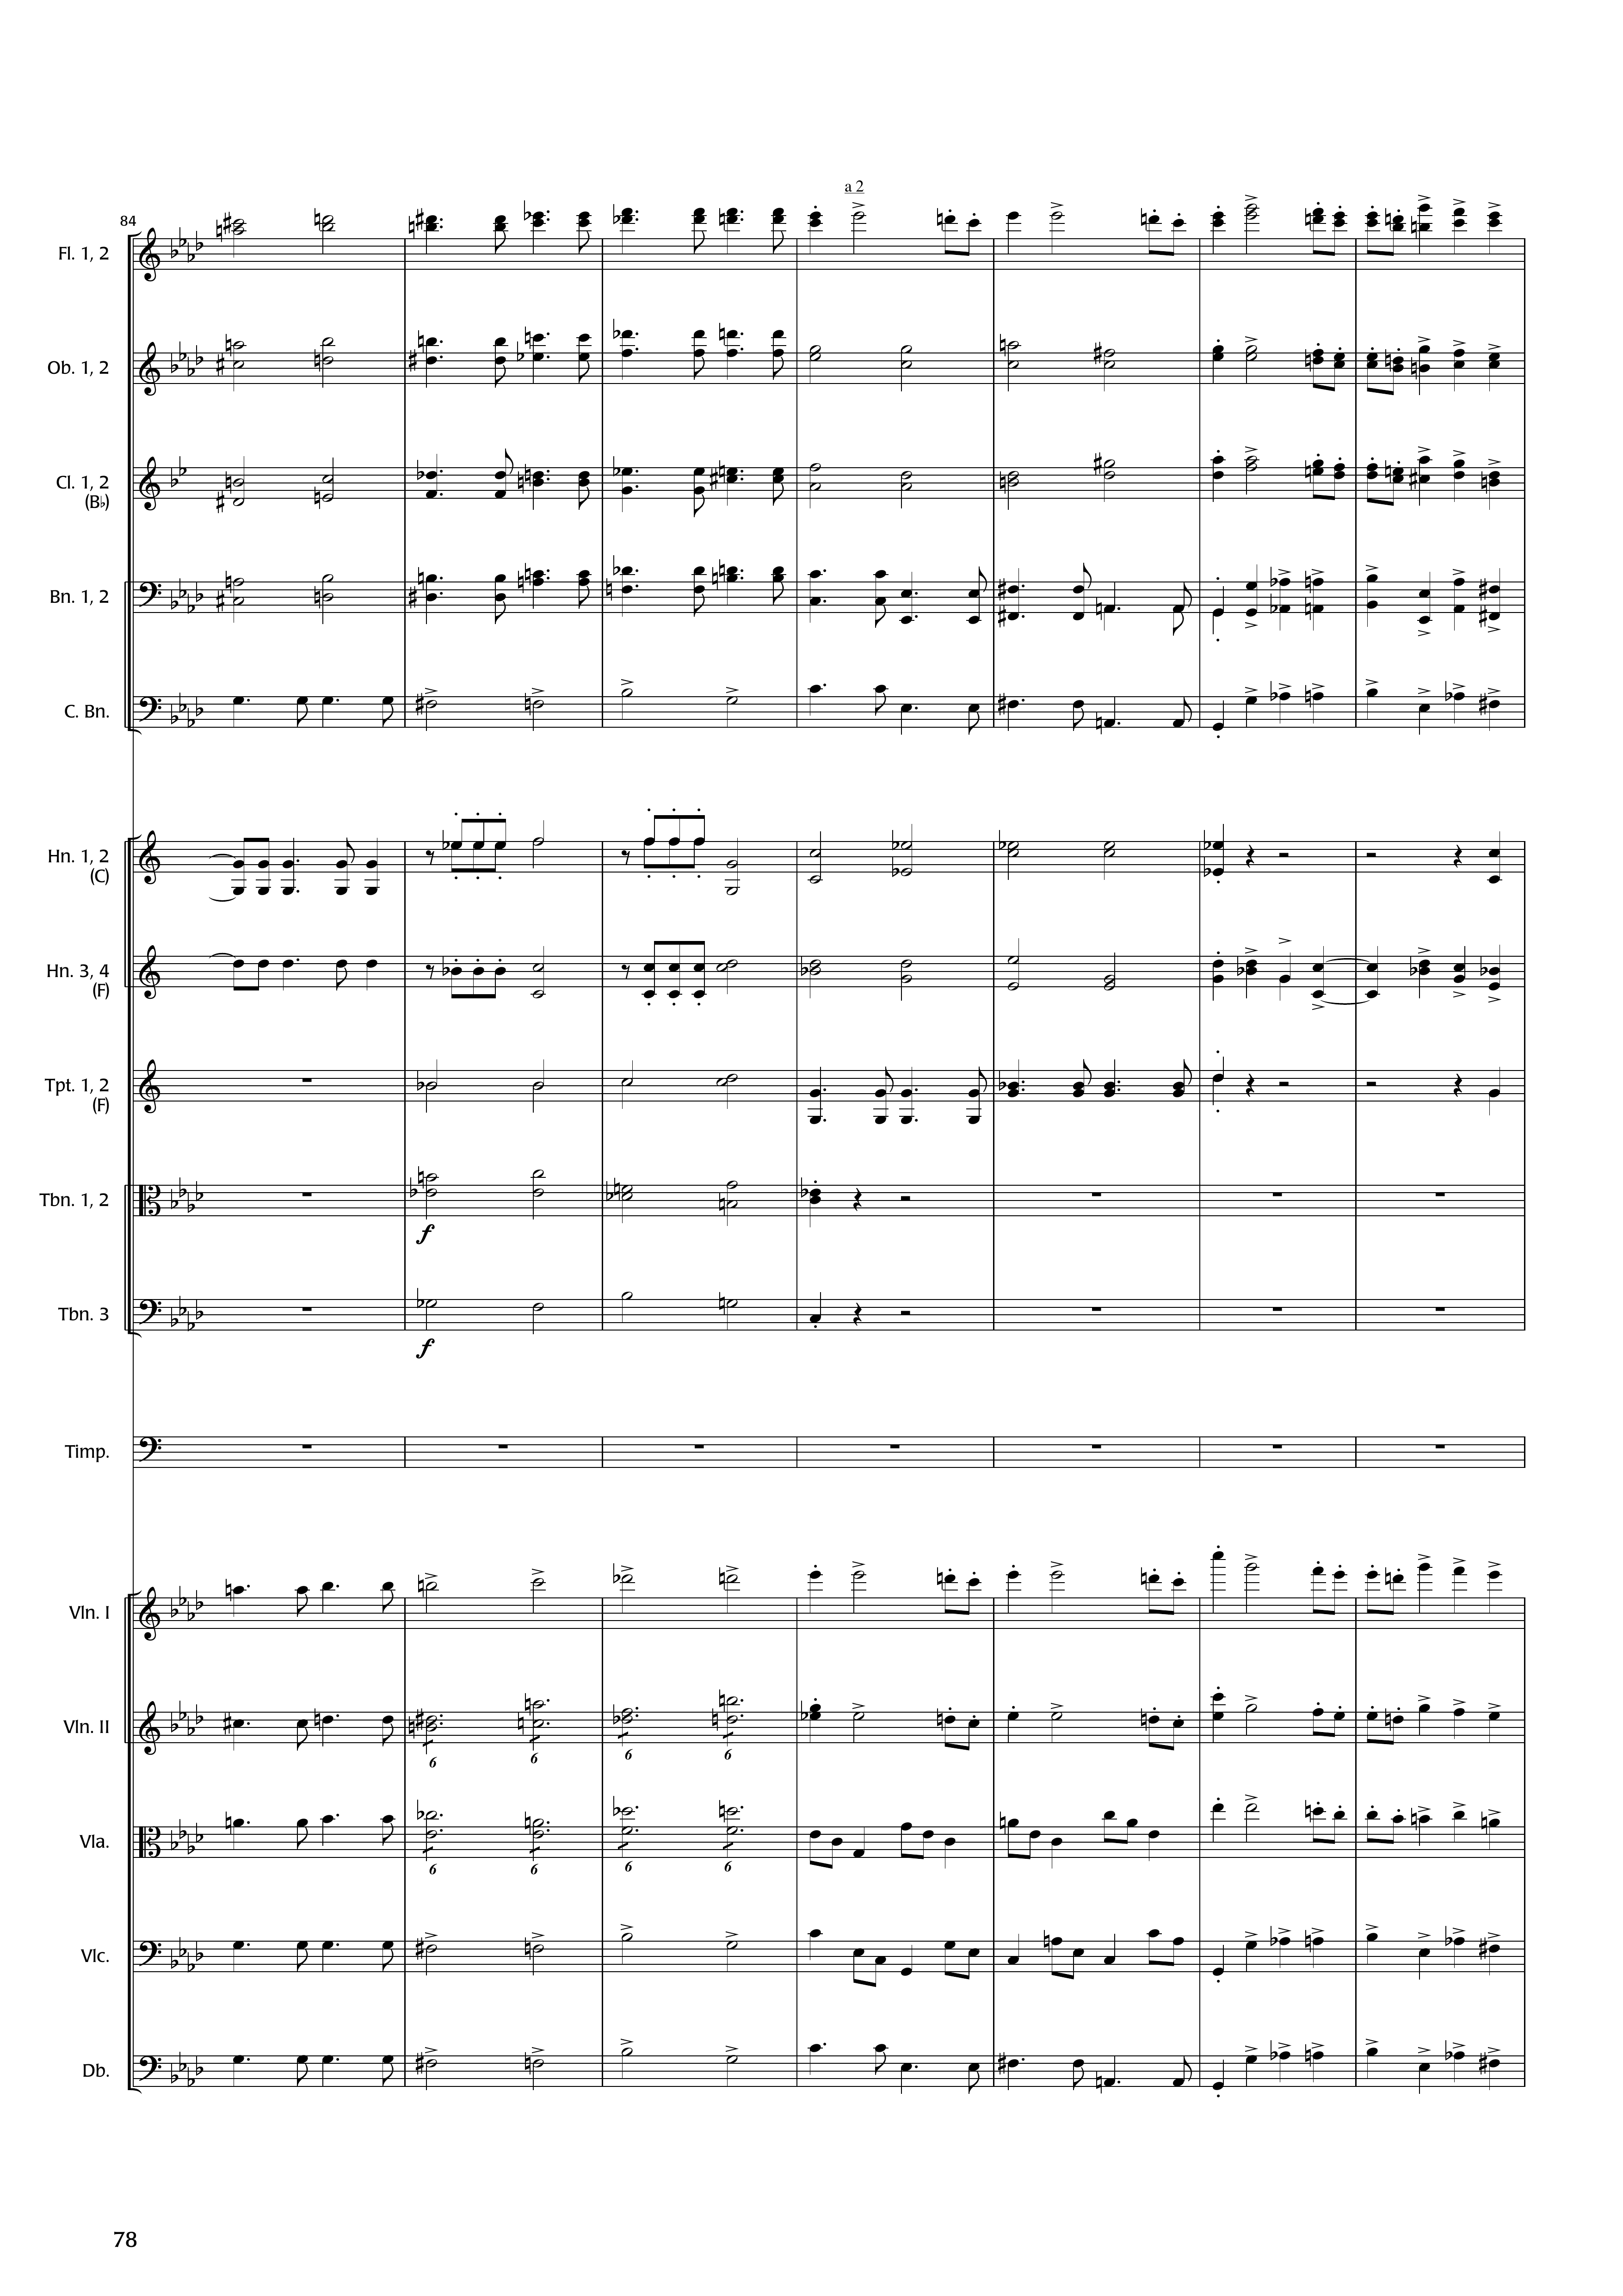 a 2
84
Fl. 1, 2
Ob. 1, 2
Cl. 1, 2
(B♭)
Bn. 1, 2
C. Bn.
Hn. 1, 2
(C)
Hn. 3, 4
(F)
Tpt. 1, 2
(F)
Tbn. 1, 2
f
Tbn. 3
f
Timp.
Vln. I
Vln. II
6 6 6 6
Vla.
6 6 6 6
Vlc.
Db.
78